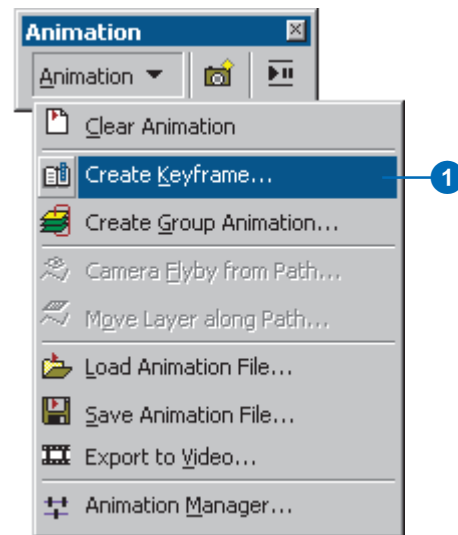 Animation
Animation
Clear Animation
Create Keyframe...
1
Create Group Animation...
Camera Flyby from Path...
Move Layer along Path...
Load Animation File...
Save Animation File...
Export to Video...
Animation Manager...